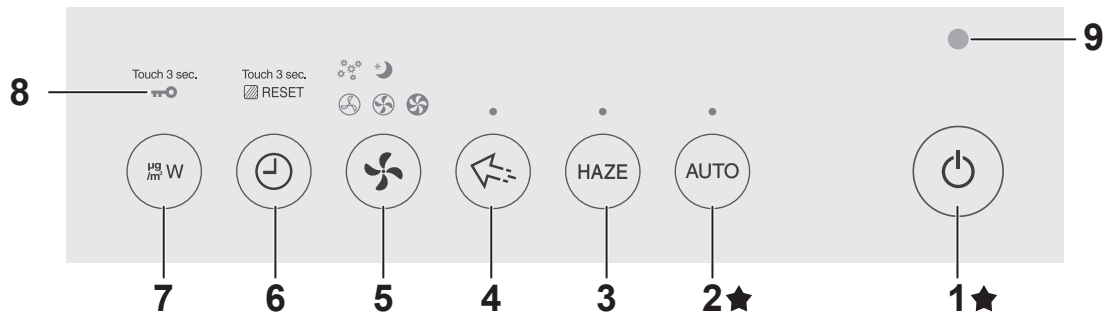 9
8
Touch 3 sec.
Touch 3 sec.
RESET
µg/m³ W
HAZE
AUTO
7
6
5
4
3
2★
1★